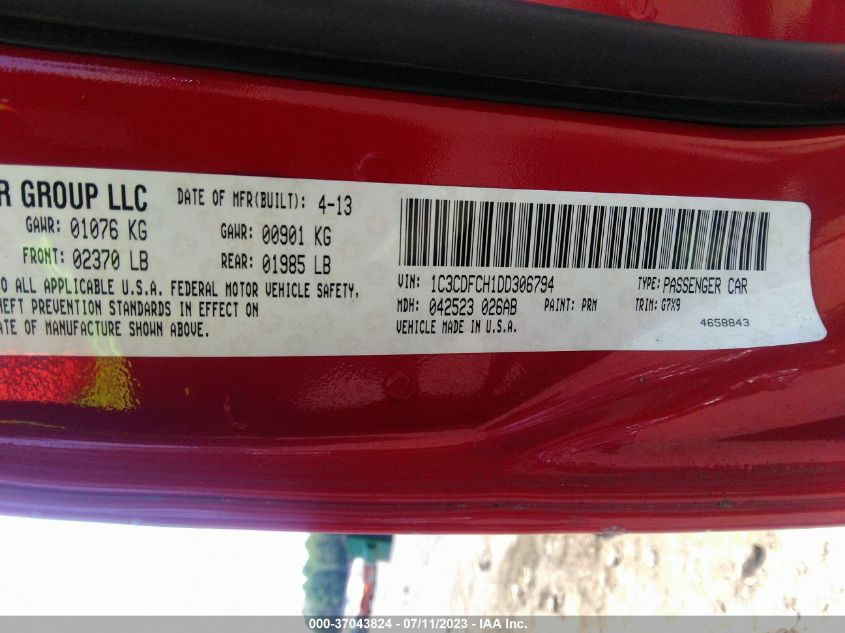 R GROUP LLC
DATE OF MFR(BUILT): 4-13
GAWR: 01076 KG GAWR: 00901 KG
FRONT: 02370 LB REAR: 01985 LB
TO ALL APPLICABLE U.S.A. FEDERAL MOTOR VEHICLE SAFETY,
HEFT PREVENTION STANDARDS IN EFFECT ON
ATE OF MANUFACTURE SHOWN ABOVE.
VIN: 1C3CDFCH1DD306794 TYPE: PASSENGER CAR
MDH: 042523 026AB PAINT: PRM TRIM: G7X9
VEHICLE MADE IN U.S.A. 4658843
000-37043824 - 07/11/2023 - IAA Inc.